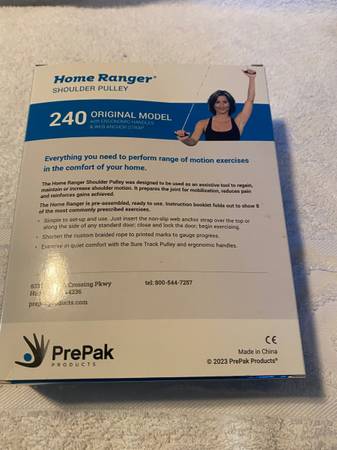 Home Ranger®
SHOULDER PULLEY
240 ORIGINAL MODEL
WITH ERGONOMIC HANDLES
& WEB ANCHOR STRAP
Everything you need to perform range of motion exercises
in the comfort of your home.
The Home Ranger Shoulder Pulley was designed to be used as an assistive tool to regain,
maintain or increase shoulder motion. It prepares the joint for mobilization, reduces pain
and reinforces gains achieved.
The Home Ranger is pre-assembled, ready to use. Instruction booklet folds out to show 8
of the most commonly prescribed exercises.
• Simple to set-up and use. Just insert the non-slip web anchor strap over the top or
along the side of any standard door; close and lock the door; begin exercising.
• Shorten the custom braided rope to printed marks to gauge progress.
• Exercise in quiet comfort with the Sure Track Pulley and ergonomic handles.
Crossing Pkwy
tel: 800-544-7257
44236
products.com
CE
PrePak
PRODUCTS
Made in China
© 2023 PrePak Products®